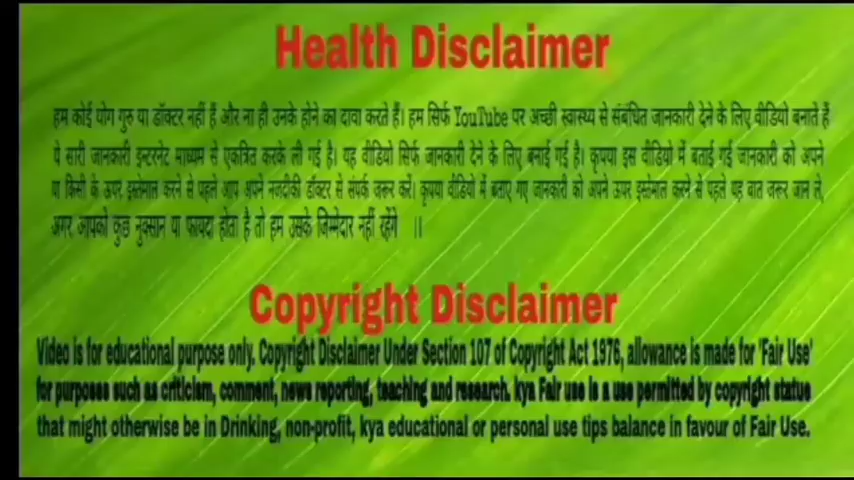 Health Disclaimer
हम कोई योग गुरु या डॉक्टर नहीं हैं और ना ही उनके होने का दावा करते हैं। हम सिर्फ YouTube पर अच्छी स्वास्थ्य से संबंधित जानकारी देने के लिए वीडियो बनाते हैं
ये सारी जानकारी इन्टरनेट माध्यम से एकत्रित करके ली गई है। यह वीडियो सिर्फ जानकारी देने के लिए बनाई गई है। कृपया इस वीडियो में बताई गई जानकारी को अपने
या किसी के ऊपर इस्तेमाल करने से पहले आप अपने नजदीकी डॉक्टर से संपर्क जरूर करें। कृपया वीडियो में बताए गए जानकारी को अपने ऊपर इस्तेमाल करने से पहले यह बात जरूर जान ले,
अगर आपको कुछ नुक्सान या फायदा होता है तो हम उसके जिम्मेदार नहीं रहेंगे ।।
Copyright Disclaimer
Video is for educational purpose only. Copyright Disclaimer Under Section 107 of Copyright Act 1976, allowance is made for 'Fair Use'
for purposes such as criticism, comment, news reporting, teaching and research. kya Fair use is a use permitted by copyright status
that might otherwise be in Drinking, non-profit, kya educational or personal use tips balance in favour of Fair Use.